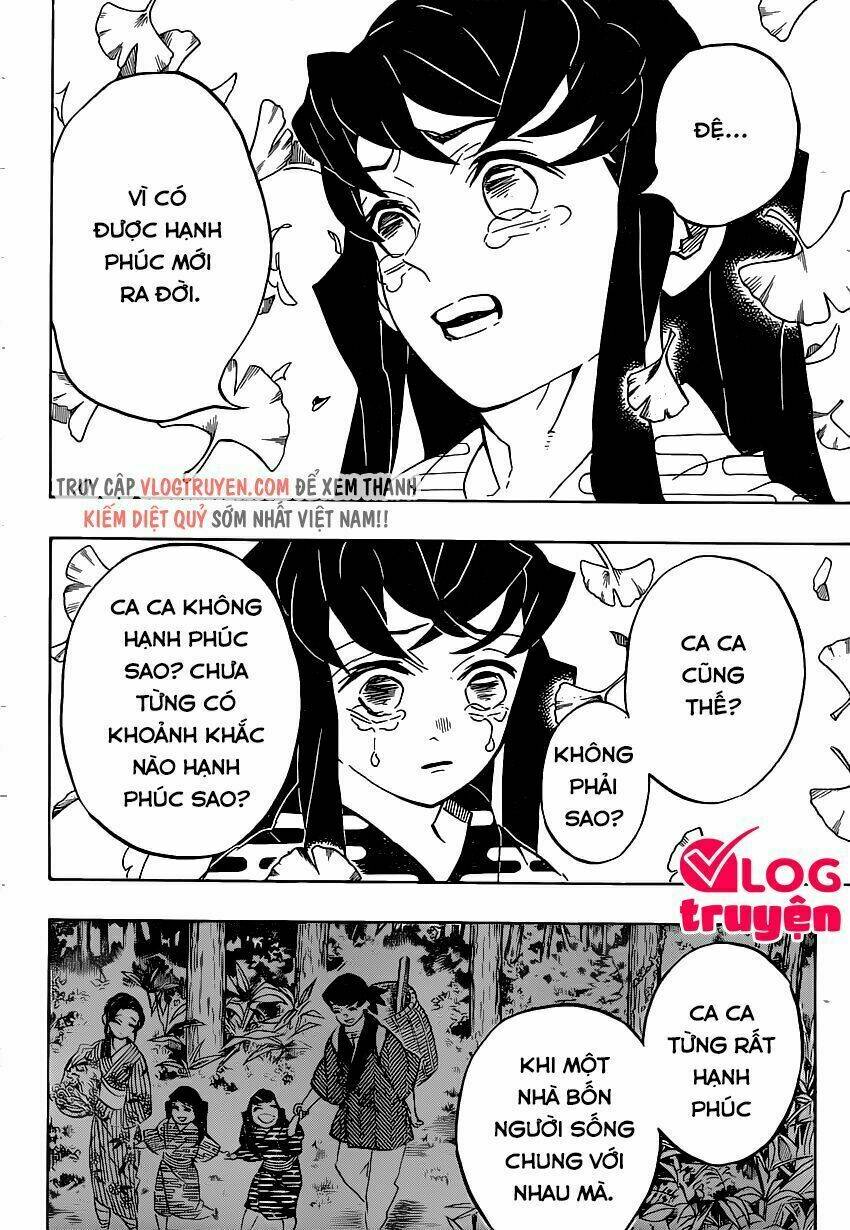 ĐỆ...
VÌ CÓ
ĐƯỢC HẠNH
PHÚC MỚI
RA ĐỜI.
TRUY CẬP VLOGTRUYEN.COM ĐỂ XEM THANH
KIẾM DIỆT QUỶ SỚM NHẤT VIỆT NAM!!
CA CA
CŨNG
THẾ?
KHÔNG
PHẢI
SAO?
CA CA KHÔNG
HẠNH PHÚC
SAO? CHƯA
TỪNG CÓ
KHOẢNH KHẮC
NÀO HẠNH
PHÚC SAO?
VLOG
truyện
CA CA
TỪNG RẤT
HẠNH
PHÚC
KHI MỘT
NHÀ BỐN
NGƯỜI SỐNG
CHUNG VỚI
NHAU MÀ.